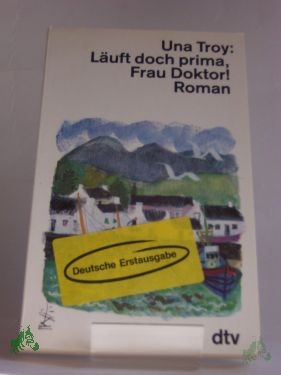 Una Troy:
Läuft doch prima,
Frau Doktor!
Roman
Deutsche Erstausgabe
dtv